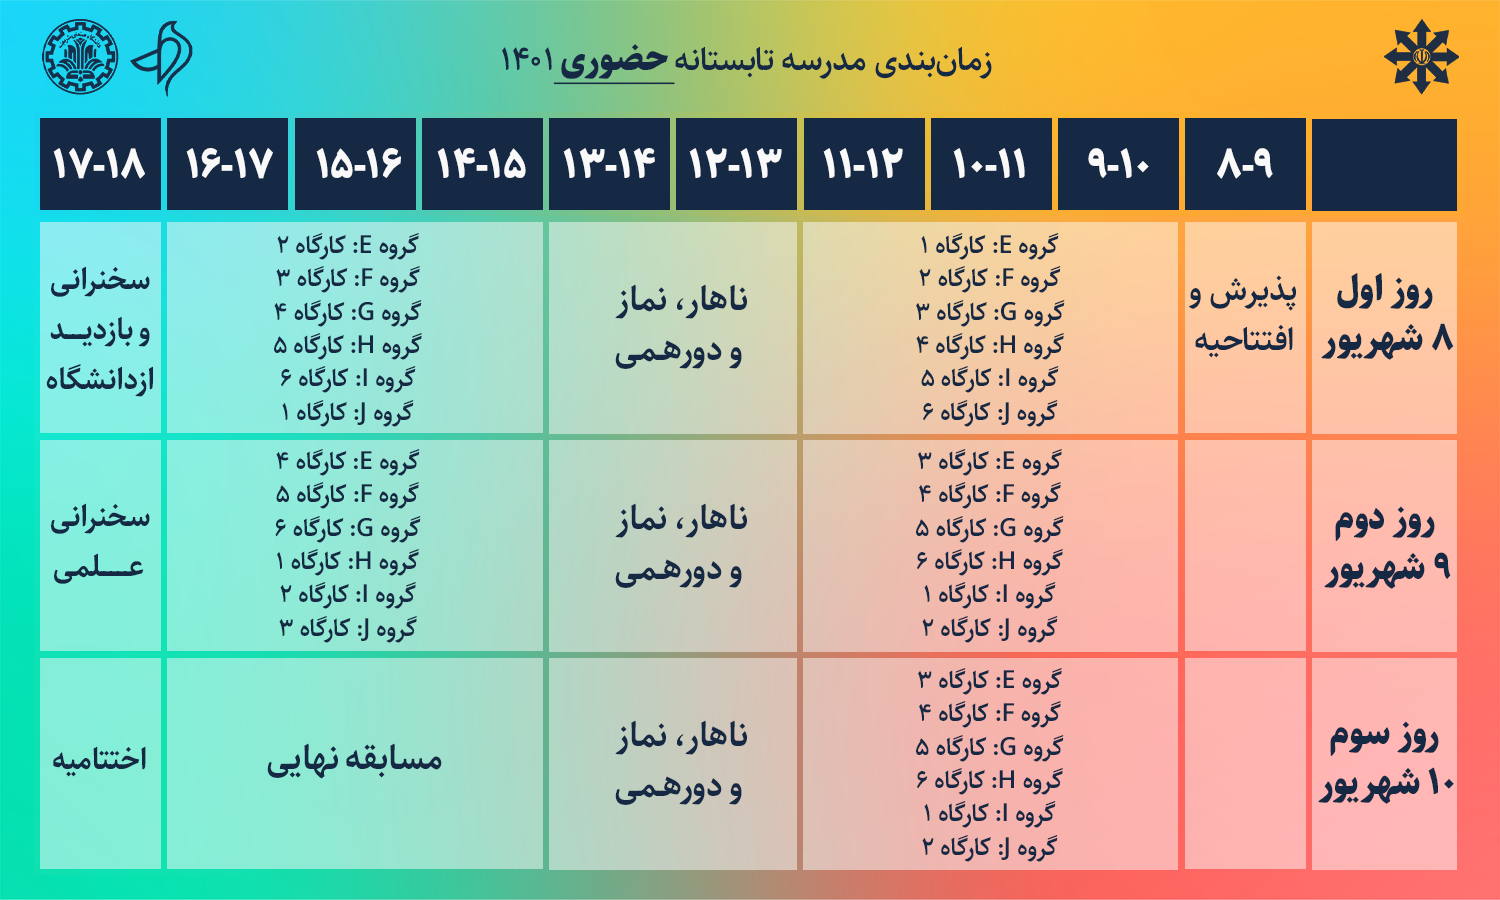 زمان‌بندی مدرسه تابستانه حضوری ۱۴۰۱
۸-۹
۹-۱۰
۱۰-۱۱
۱۱-۱۲
۱۲-۱۳
۱۳-۱۴
۱۴-۱۵
۱۵-۱۶
۱۶-۱۷
۱۷-۱۸
روز اول
۸ شهریور
پذیرش و
افتتاحیه
گروه E: کارگاه ۱
گروه F: کارگاه ۲
گروه G: کارگاه ۳
گروه H: کارگاه ۴
گروه I: کارگاه ۵
گروه J: کارگاه ۶
ناهار، نماز
و دورهمی
گروه E: کارگاه ۲
گروه F: کارگاه ۳
گروه G: کارگاه ۴
گروه H: کارگاه ۵
گروه I: کارگاه ۶
گروه J: کارگاه ۱
سخنرانی
و بازدیـــد
ازدانشگاه
روز دوم
۹ شهریور
گروه E: کارگاه ۳
گروه F: کارگاه ۴
گروه G: کارگاه ۵
گروه H: کارگاه ۶
گروه I: کارگاه ۱
گروه J: کارگاه ۲
ناهار، نماز
و دورهمی
گروه E: کارگاه ۴
گروه F: کارگاه ۵
گروه G: کارگاه ۶
گروه H: کارگاه ۱
گروه I: کارگاه ۲
گروه J: کارگاه ۳
سخنرانی
عـــلمی
روز سوم
۱۰ شهریور
گروه E: کارگاه ۳
گروه F: کارگاه ۴
گروه G: کارگاه ۵
گروه H: کارگاه ۶
گروه I: کارگاه ۱
گروه J: کارگاه ۲
ناهار، نماز
و دورهمی
مسابقه نهایی
اختتامیه